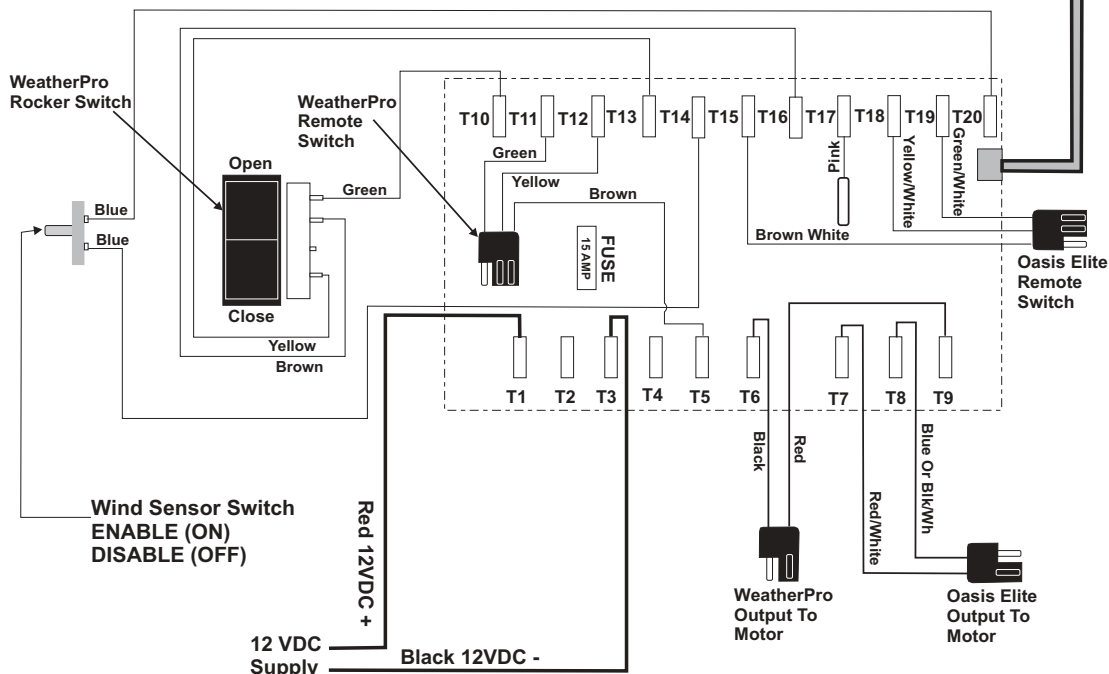 WeatherPro
Rocker Switch
WeatherPro
Remote
Switch
T10
T11
T12
T13
T14
T15
T16
T17
T18
T19
T20
Green
Yellow
Brown
Pink
Yellow/White
Green/White
Brown White
Open
Close
Green
Yellow
Brown
Blue
Blue
FUSE
15 AMP
Oasis Elite
Remote
Switch
T1
T2
T3
T4
T5
T6
T7
T8
T9
Black
Red
Red/White
Blue Or Blk/Wh
Wind Sensor Switch
ENABLE (ON)
DISABLE (OFF)
Red 12VDC +
WeatherPro
Output To
Motor
Oasis Elite
Output To
Motor
12 VDC
Supply
Black 12VDC -